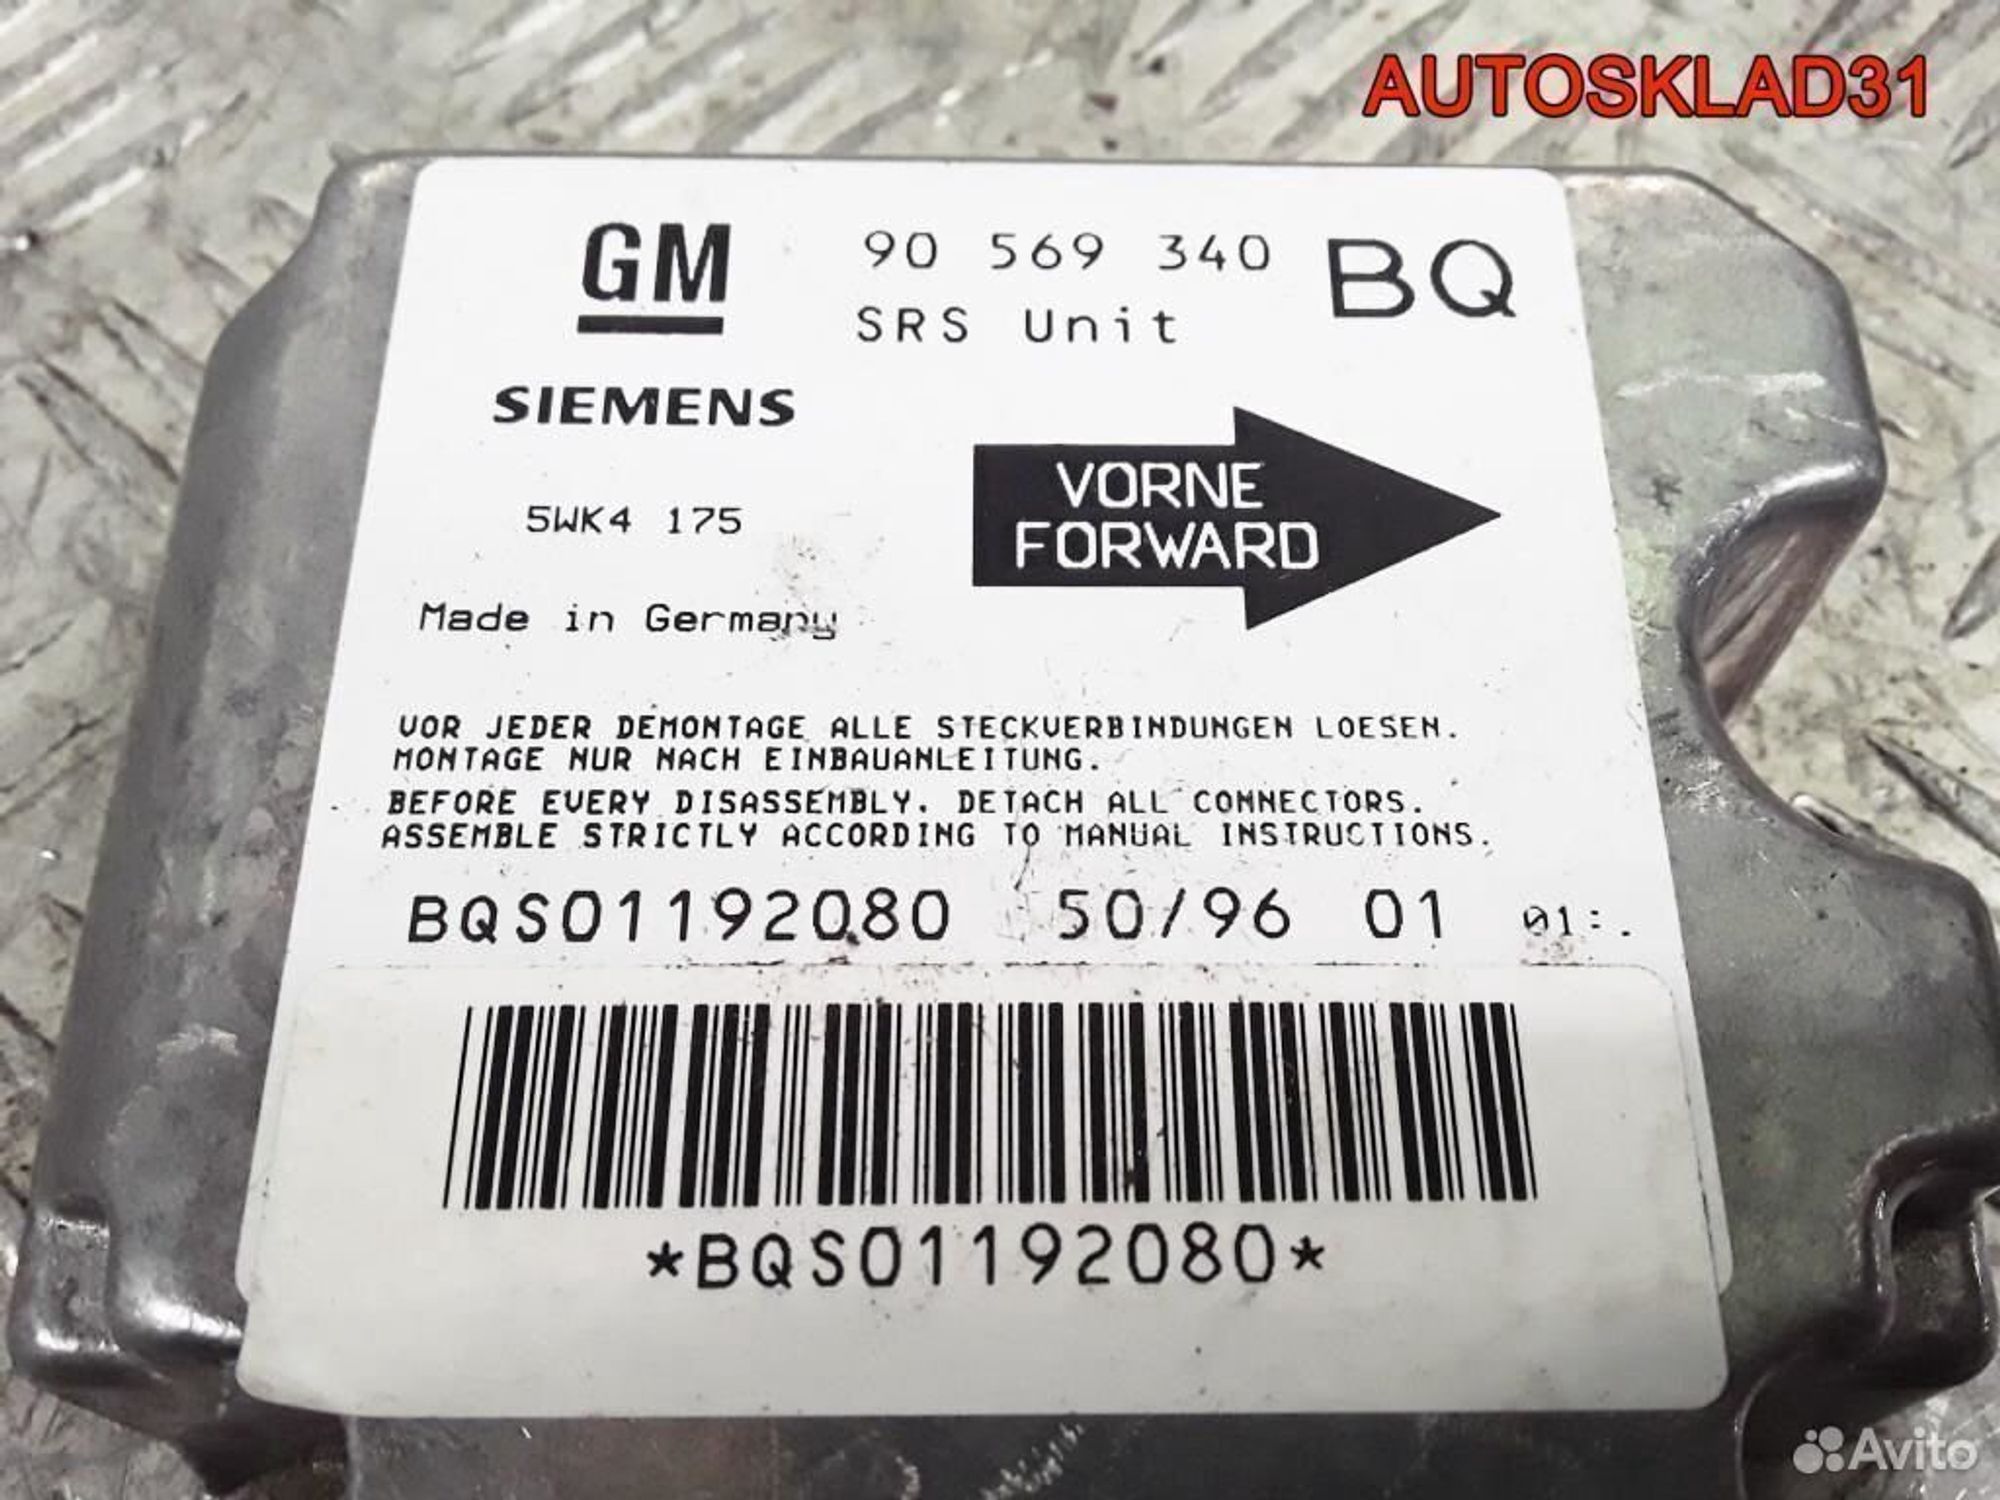 AUTOSKLAD31
GM 90 569 340 BQ
SRS Unit
SIEMENS
VORNE
FORWARD
5WK4 175
Made in Germany
VOR JEDER DEMONTAGE ALLE STECKVERBINDUNGEN LOESEN.
MONTAGE NUR NACH EINBAUANLEITUNG.
BEFORE EVERY DISASSEMBLY. DETACH ALL CONNECTORS.
ASSEMBLE STRICTLY ACCORDING TO MANUAL INSTRUCTIONS.
BQS01192080 50/96 01 01:.
*BQS01192080*
Avito